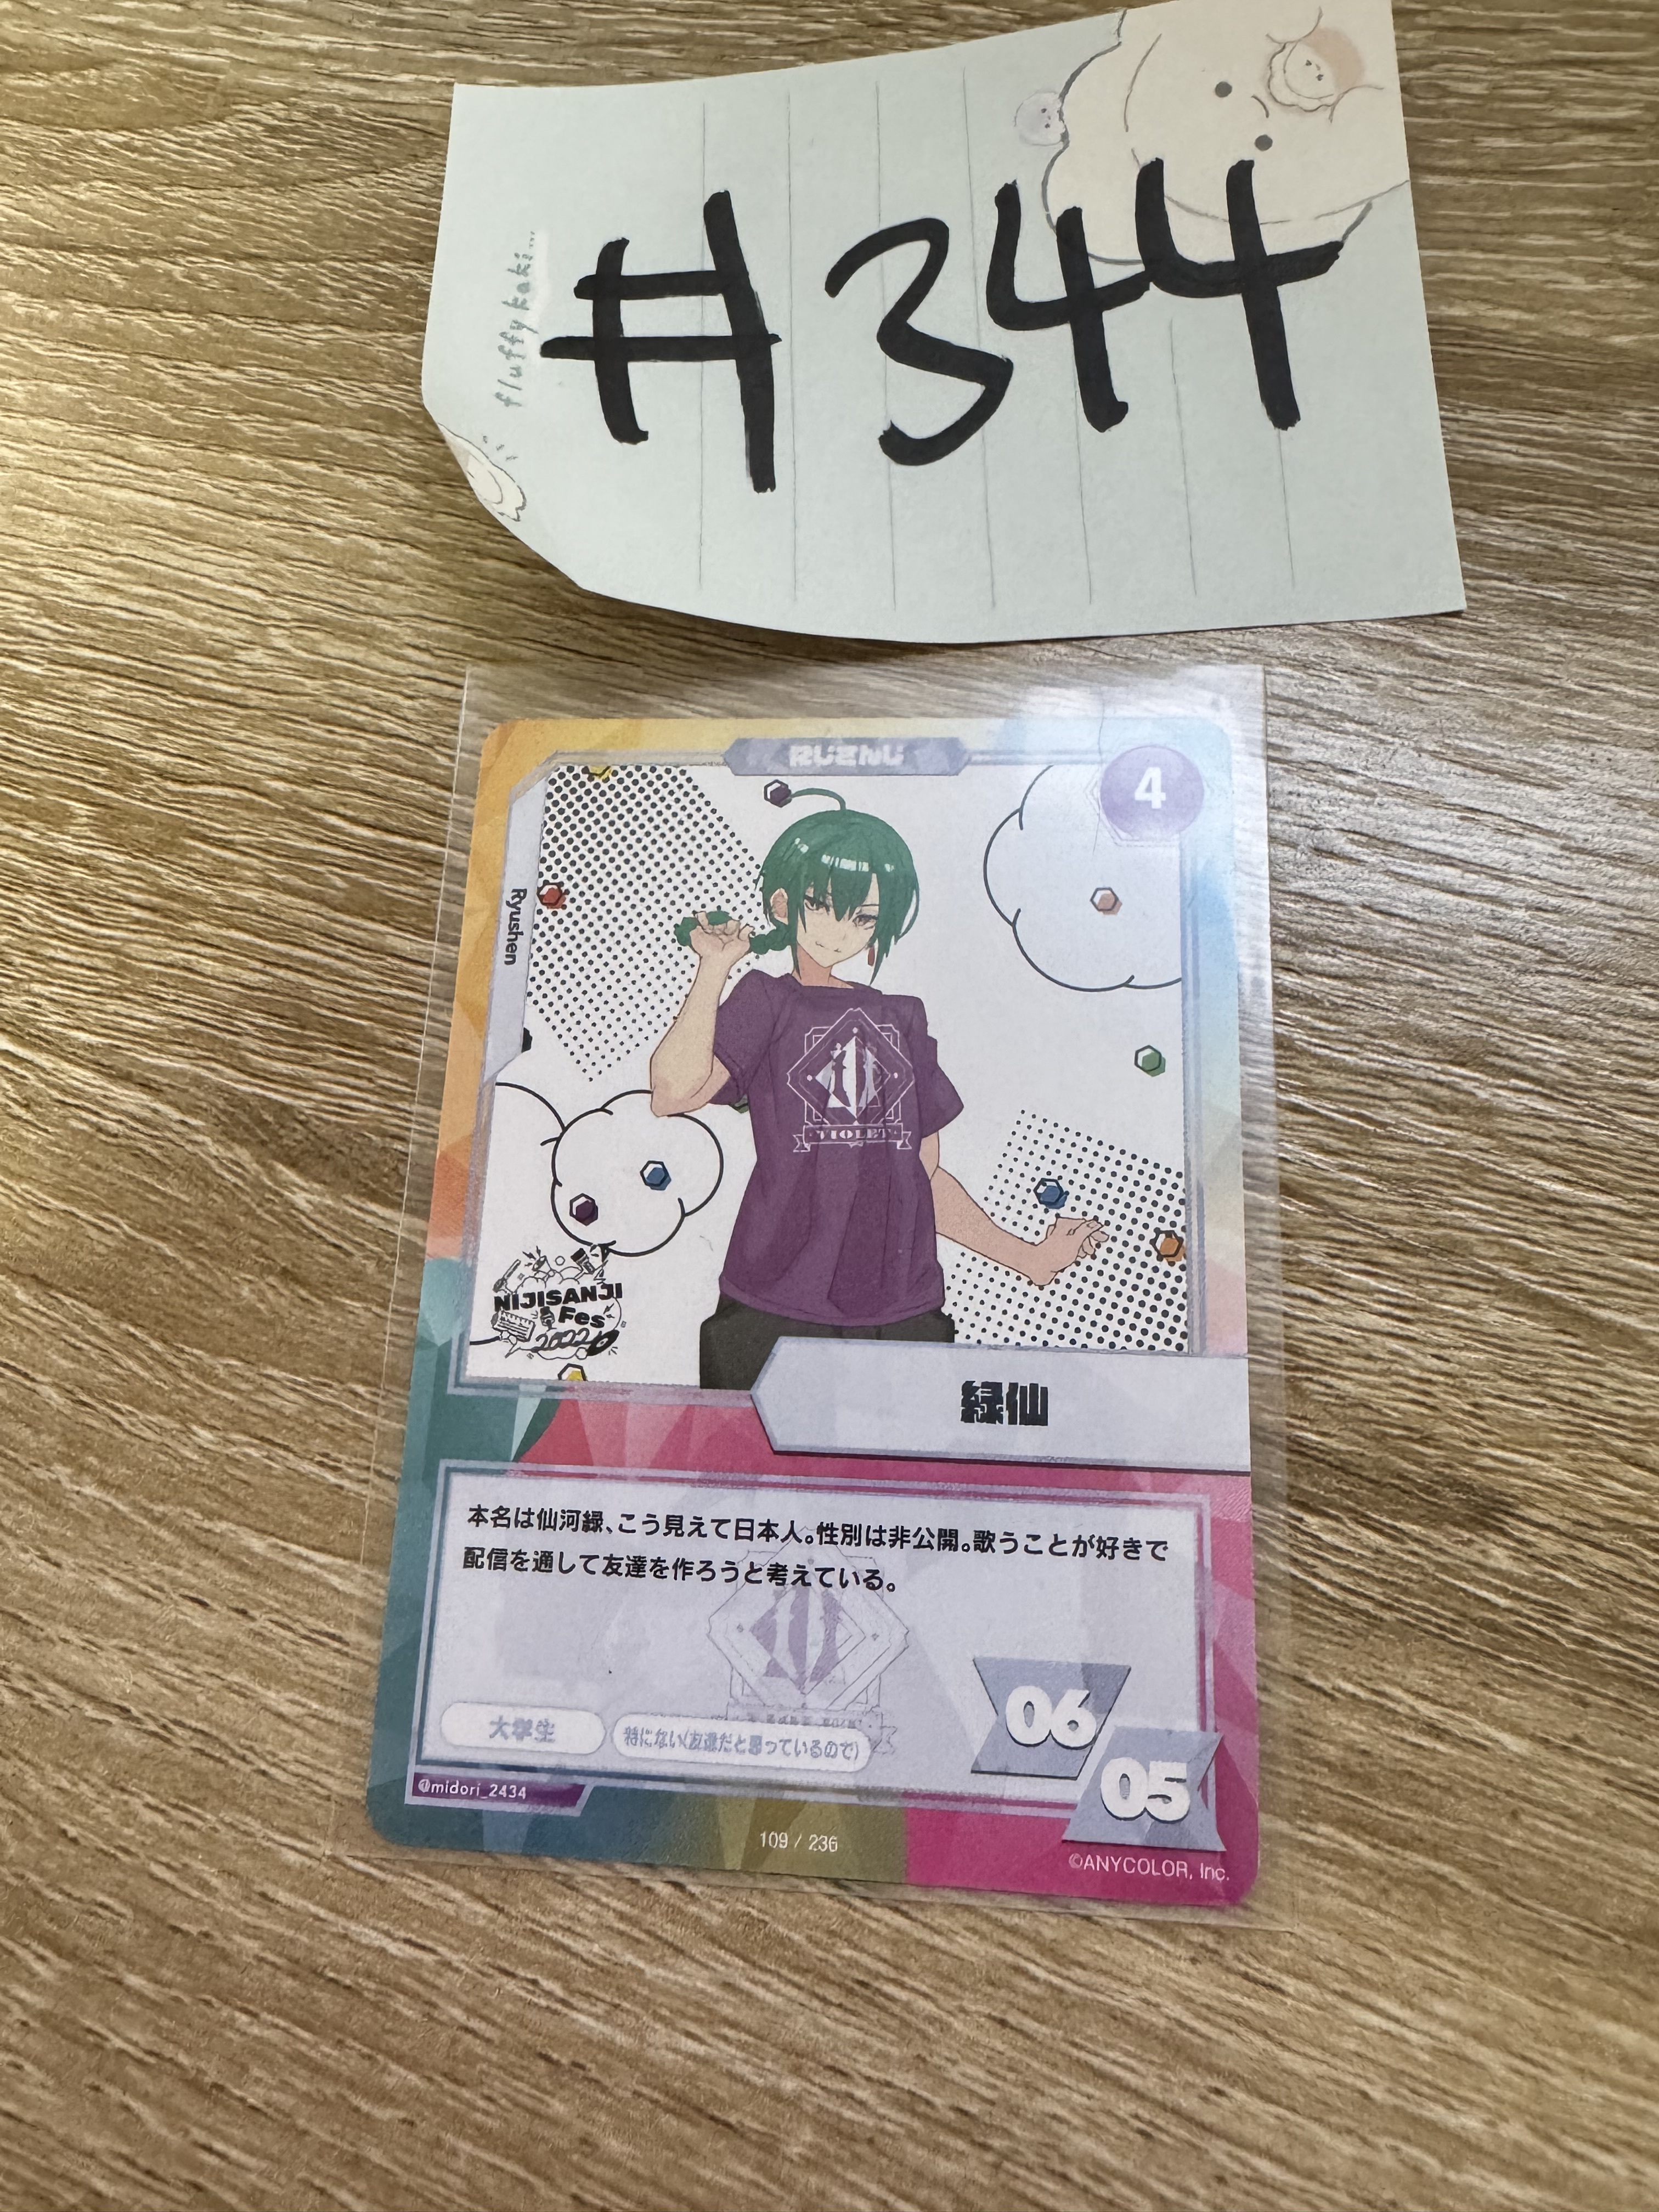 fluffy kaki...
#344
にじさんじ
4
Ryushen
VIOLET
NIJISANJI
Fes
2022
緑仙
本名は仙河緑、こう見えて日本人。性別は非公開。歌うことが好きで
配信を通して友達を作ろうと考えている。
大学生
特にない(友達だと思っているので)
06
05
@midori_2434
109 / 236
©ANYCOLOR, Inc.